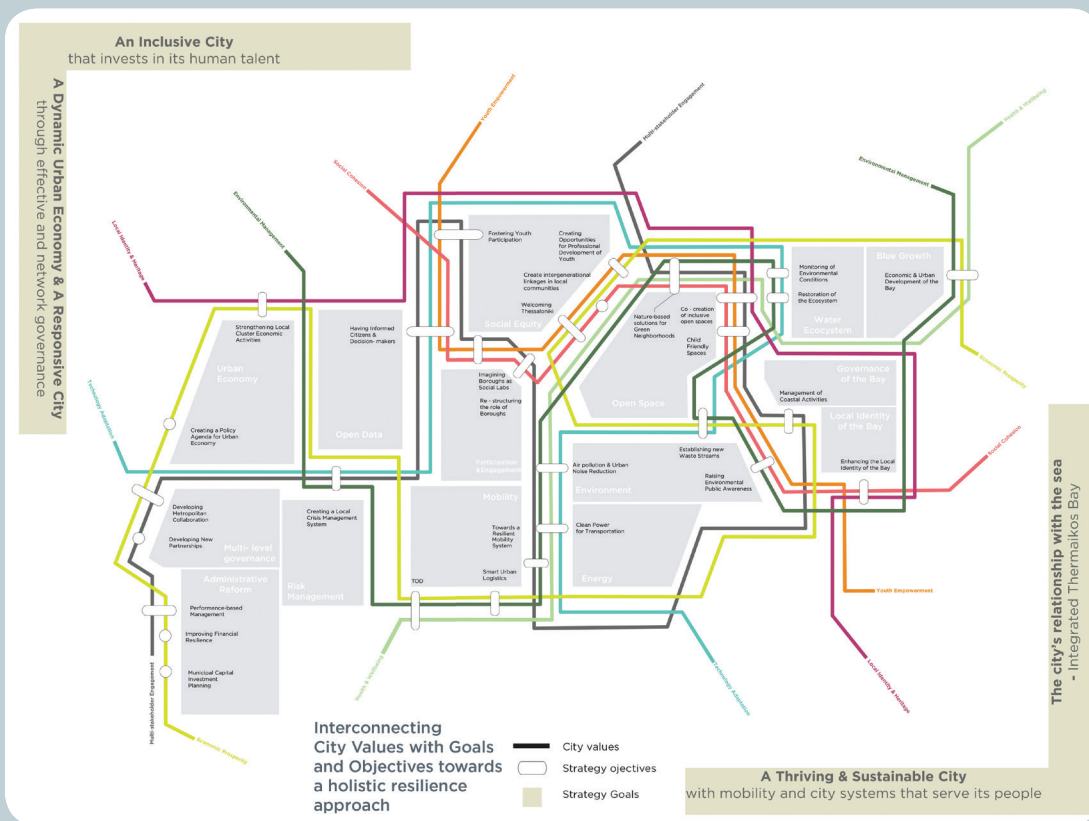 An Inclusive City
that invests in its human talent
A Dynamic Urban Economy & A Responsive City
through effective and network governance
Youth Empowerment
Multi-stakeholder Engagement
Health & Wellbeing
Social Cohesion
Environmental Management
Environmental Management
Local Identity & Heritage
Fostering Youth
Participation
Creating
Opportunities
for Professional
Development of
Youth
Create intergenerational
linkages in local
communities
Welcoming
Thessaloniki
Social Equity
Monitoring of
Environmental
Conditions
Restoration of
the Ecosystem
Water
Ecosystem
Blue Growth
Economic & Urban
Development of the
Bay
Strengthening Local
Cluster Economic
Activities
Urban
Economy
Creating a Policy
Agenda for Urban
Economy
Having Informed
Citizens &
Decision- makers
Open Data
Nature-based
solutions for
Green
Neighborhoods
Co - creation
of inclusive
open spaces
Child
Friendly
Spaces
Open Space
Imagining
Boroughs as
Social Labs
Re - structuring
the role of
Boroughs
Participation
& Engagement
Governance
of the Bay
Management of
Coastal Activities
Local Identity
of the Bay
Enhancing the Local
Identity of the Bay
Economic Prosperity
Technology Adaptation
Social Cohesion
Establishing new
Waste Streams
Air pollution & Urban
Noise Reduction
Raising
Environmental
Public Awareness
Environment
Mobility
Towards a
Resilient
Mobility
System
Smart Urban
Logistics
TOD
Clean Power
for Transportation
Energy
Developing
Metropolitan
Collaboration
Developing New
Partnerships
Multi- level
governance
Creating a Local
Crisis Management
System
Risk
Management
Administrative
Reform
Performance-based
Management
Improving Financial
Resilience
Municipal Capital
Investment
Planning
Youth Empowerment
Multi-stakeholder Engagement
Health & Wellbeing
Technology Adaptation
Local Identity & Heritage
Economic Prosperity
The city's relationship with the sea
- Integrated Thermaikos Bay
Interconnecting
City Values with Goals
and Objectives towards
a holistic resilience
approach
City values
Strategy ojectives
Strategy Goals
A Thriving & Sustainable City
with mobility and city systems that serve its people